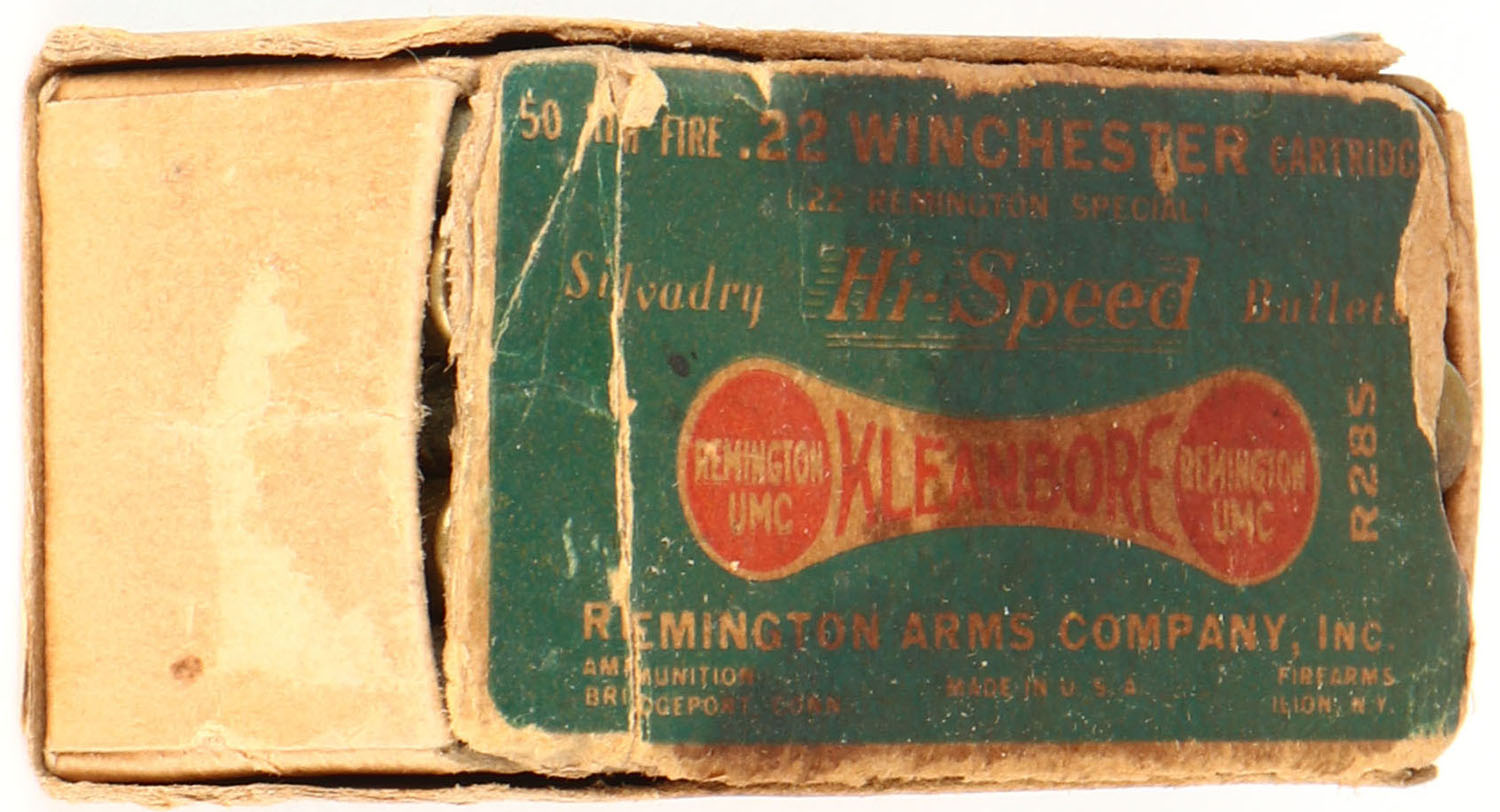 50 FIRE .22 WINCHESTER CARTRIDG
(.22 REMINGTON SPECIAL)
Silvadry Hi-Speed Bullets
REMINGTON UMC KLEANBORE REMINGTON UMC
R28S
REMINGTON ARMS COMPANY, INC.
AMMUNITION MADE IN U.S.A. FIREARMS
BRIDGEPORT, CONN. ILION, N.Y.